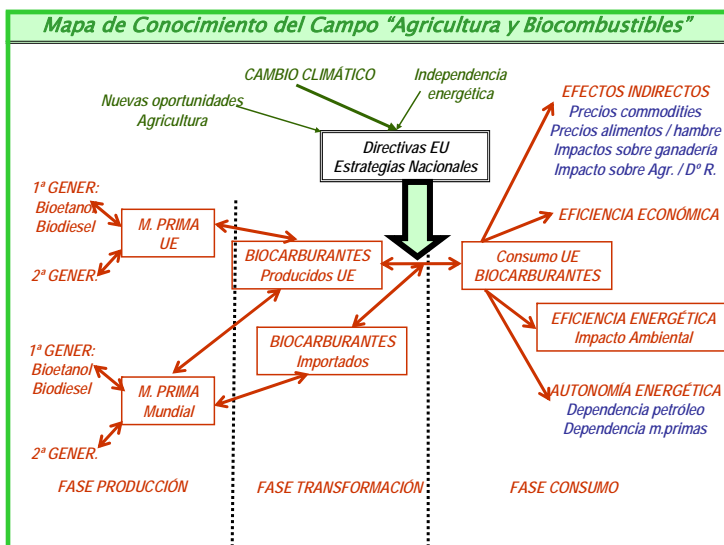 Mapa de Conocimiento del Campo “Agricultura y Biocombustibles”
CAMBIO CLIMÁTICO
Independencia
energética
Nuevas oportunidades
Agricultura
Directivas EU
Estrategias Nacionales
EFECTOS INDIRECTOS
Precios commodities
Precios alimentos / hambre
Impactos sobre ganadería
Impacto sobre Agr. / Dº R.
1ª GENER:
Bioetanol
Biodiesel
2ª GENER.
M. PRIMA
UE
BIOCARBURANTES
Producidos UE
Consumo UE
BIOCARBURANTES
EFICIENCIA ECONÓMICA
EFICIENCIA ENERGÉTICA
Impacto Ambiental
BIOCARBURANTES
Importados
1ª GENER:
Bioetanol
Biodiesel
2ª GENER.
M. PRIMA
Mundial
AUTONOMÍA ENERGÉTICA
Dependencia petróleo
Dependencia m.primas
FASE PRODUCCIÓN
FASE TRANSFORMACIÓN
FASE CONSUMO